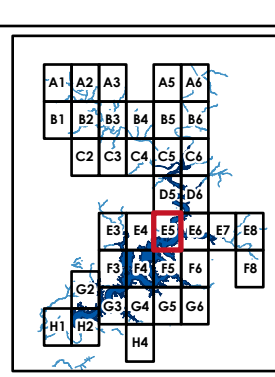 A1 A2 A3 A5 A6
B1 B2 B3 B4 B5 B6
C2 C3 C4 C5 C6
D5 D6
E3 E4 E5 E6 E7 E8
F3 F4 F5 F6 F8
G2
G3 G4 G5 G6
H1 H2
H4